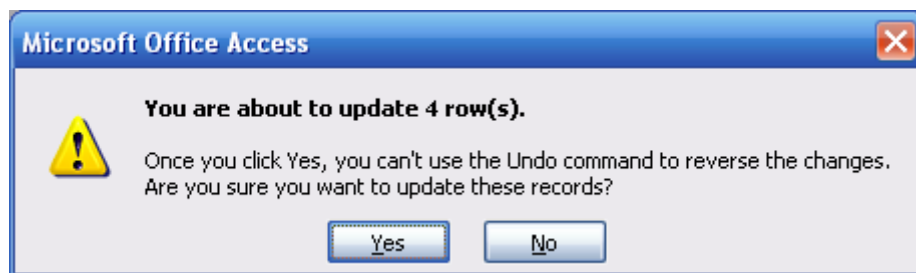 Microsoft Office Access
You are about to update 4 row(s).
Once you click Yes, you can't use the Undo command to reverse the changes.
Are you sure you want to update these records?
Yes No